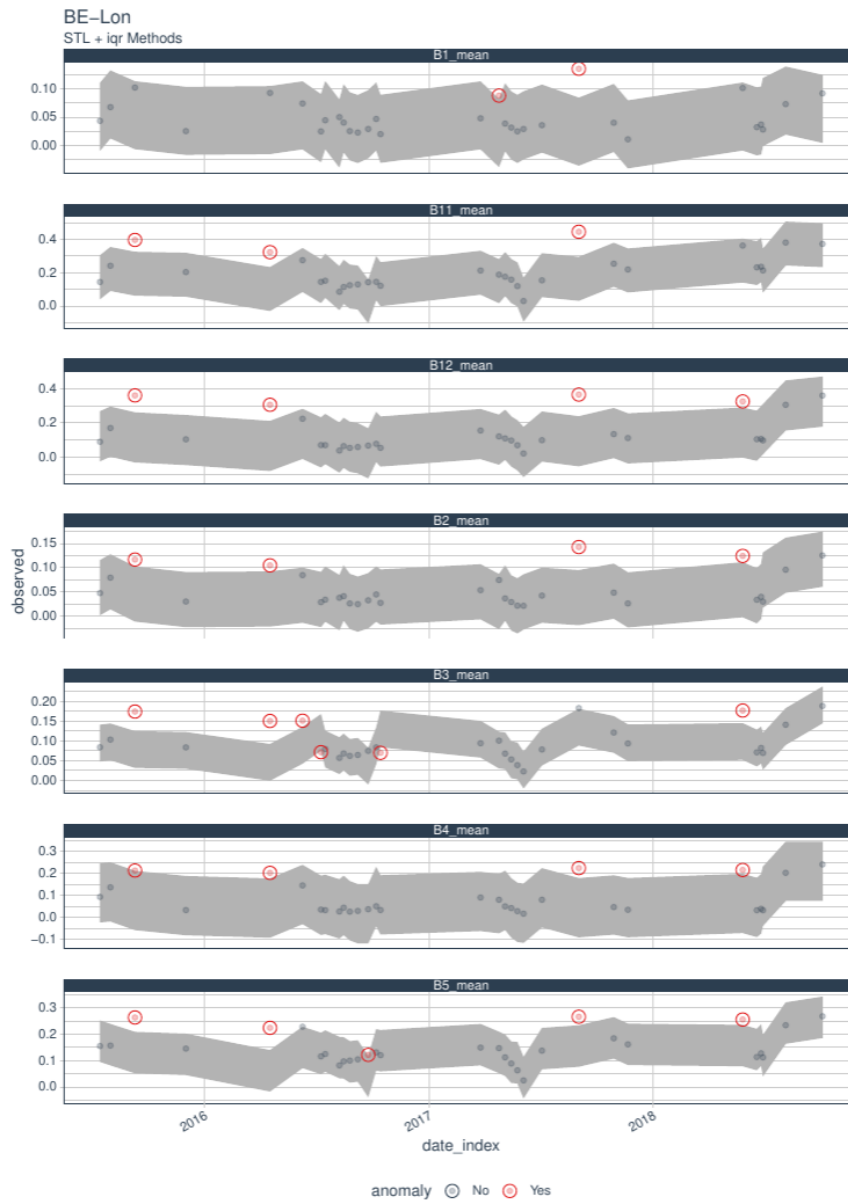 BE−Lon
STL + iqr Methods
B1_mean
0.10
0.05
0.00
B11_mean
0.4
0.2
0.0
B12_mean
0.4
0.2
0.0
B2_mean
0.15
0.10
0.05
0.00
observed
B3_mean
0.20
0.15
0.10
0.05
0.00
B4_mean
0.3
0.2
0.1
0.0
−0.1
B5_mean
0.3
0.2
0.1
0.0
2016 2017 2018
date_index
anomaly No Yes